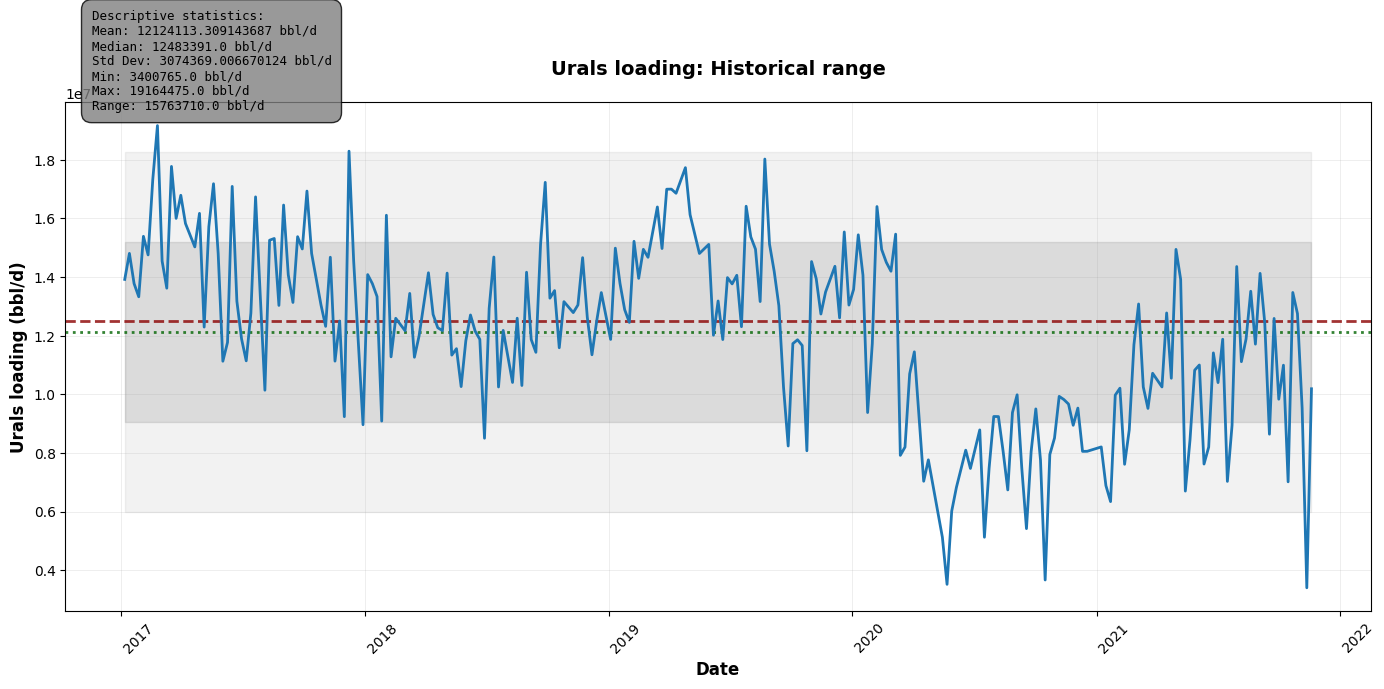 Descriptive statistics:
Mean: 12124113.309143687 bbl/d
Median: 12483391.0 bbl/d
Std Dev: 3074369.006670124 bbl/d
Min: 3400765.0 bbl/d
Max: 19164475.0 bbl/d
Range: 15763710.0 bbl/d
Urals loading: Historical range
1e7
1.8
1.6
1.4
1.2
1.0
0.8
0.6
0.4
Urals loading (bbl/d)
2017
2018
2019
2020
2021
2022
Date